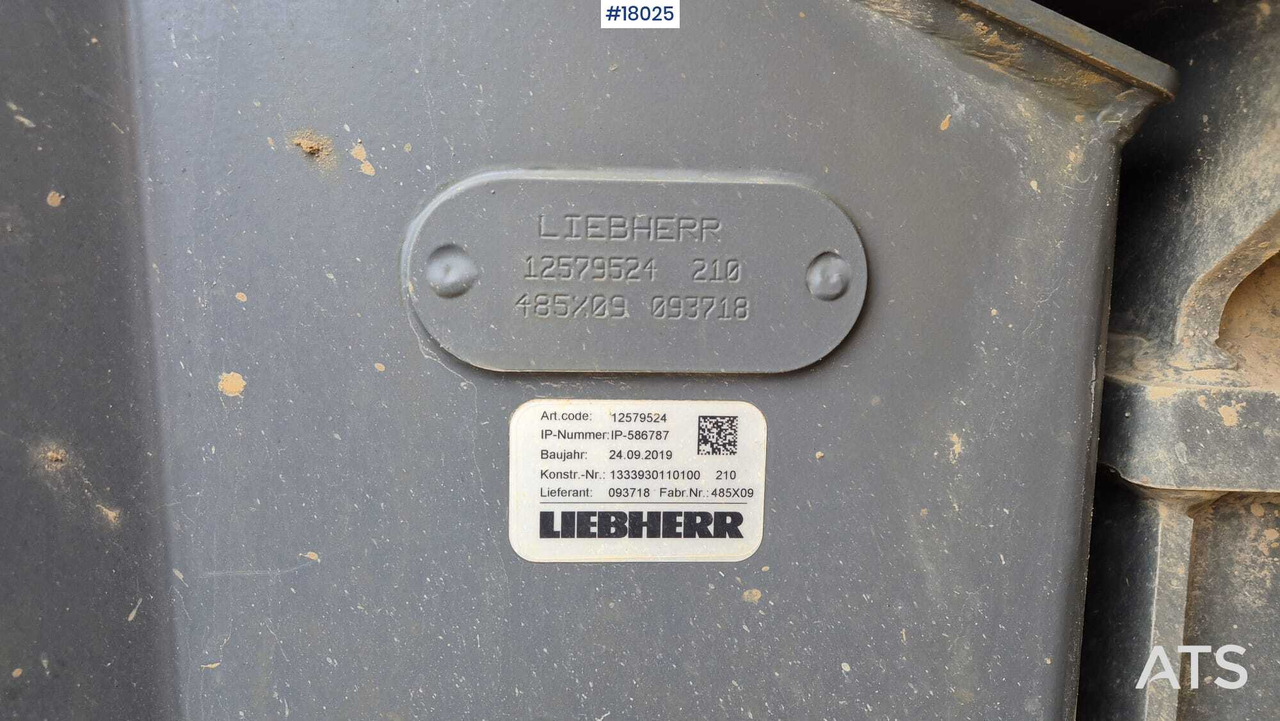 #18025
LIEBHERR
12579524 210
485X09 093718
Art.code: 12579524
IP-Nummer: IP-586787
Baujahr: 24.09.2019
Konstr.-Nr.: 1333930110100 210
Lieferant: 093718 Fabr.Nr.: 485X09
LIEBHERR
ATS